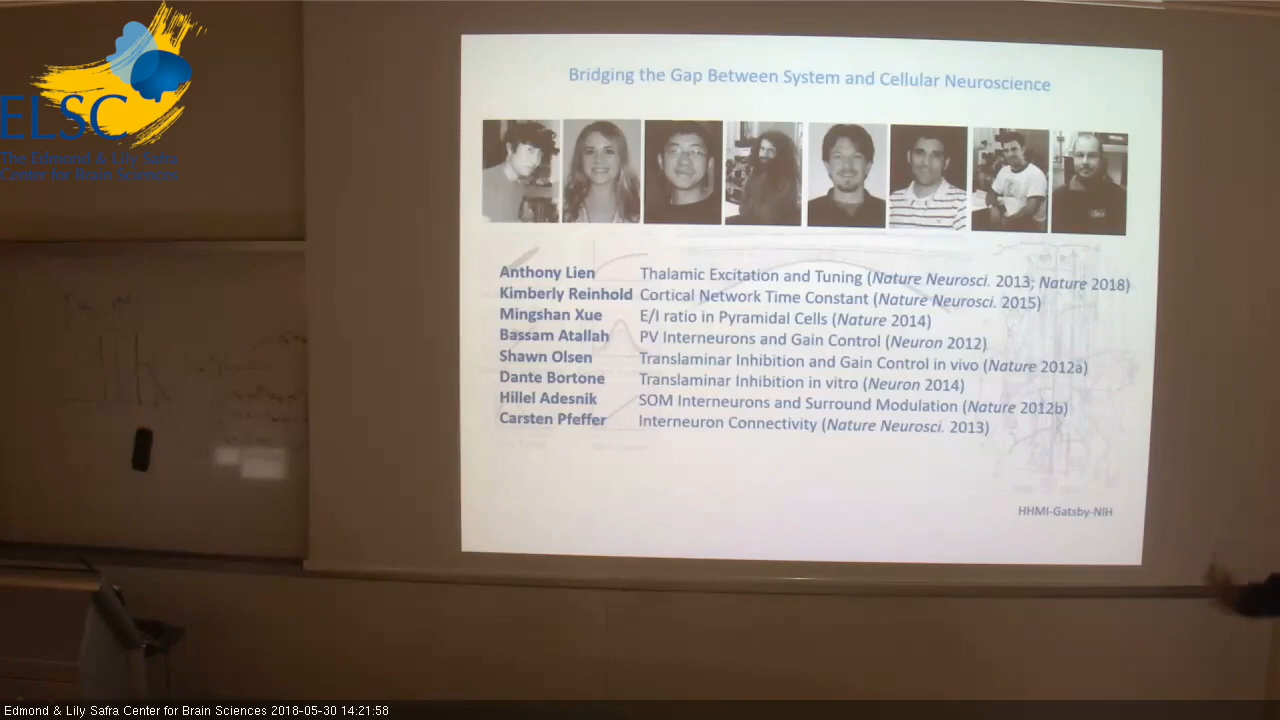 ELSC
The Edmond & Lily Safra
Center for Brain Sciences
Bridging the Gap Between System and Cellular Neuroscience
Anthony Lien Thalamic Excitation and Tuning (Nature Neurosci. 2013; Nature 2018)
Kimberly Reinhold Cortical Network Time Constant (Nature Neurosci. 2015)
Mingshan Xue E/I ratio in Pyramidal Cells (Nature 2014)
Bassam Atallah PV Interneurons and Gain Control (Neuron 2012)
Shawn Olsen Translaminar Inhibition and Gain Control in vivo (Nature 2012a)
Dante Bortone Translaminar Inhibition in vitro (Neuron 2014)
Hillel Adesnik SOM Interneurons and Surround Modulation (Nature 2012b)
Carsten Pfeffer Interneuron Connectivity (Nature Neurosci. 2013)
HHMI-Gatsby-NIH
Edmond & Lily Safra Center for Brain Sciences 2018-05-30 14:21:58